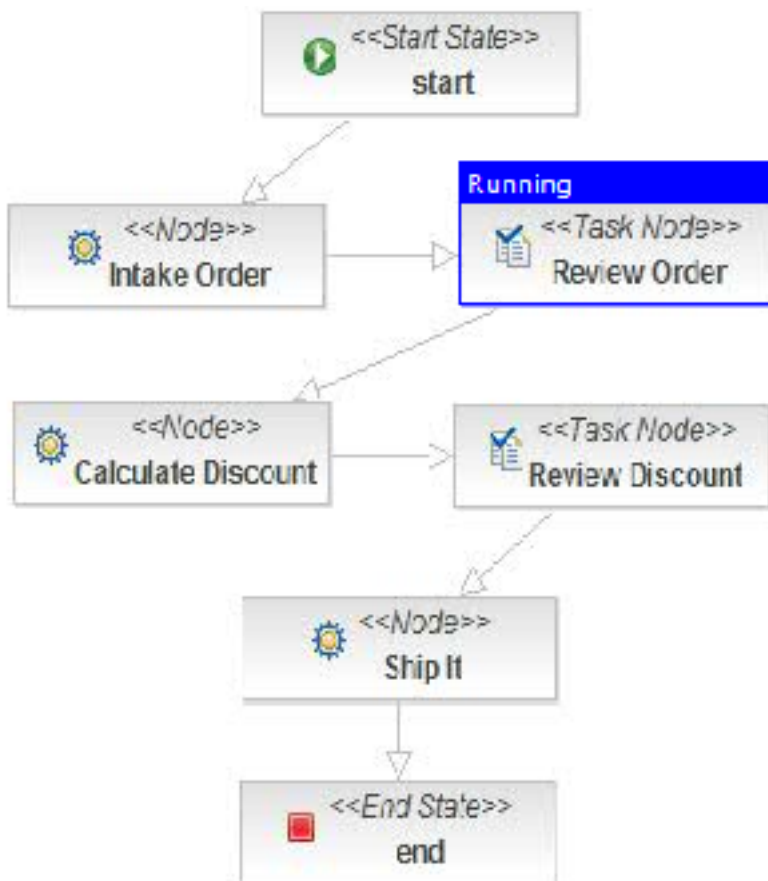 <<Start State>>
start
<<Node>>
Intake Order
Running
<<Task Node>>
Review Order
<<Node>>
Calculate Discount
<<Task Node>>
Review Discount
<<Node>>
Ship It
<<End State>>
end